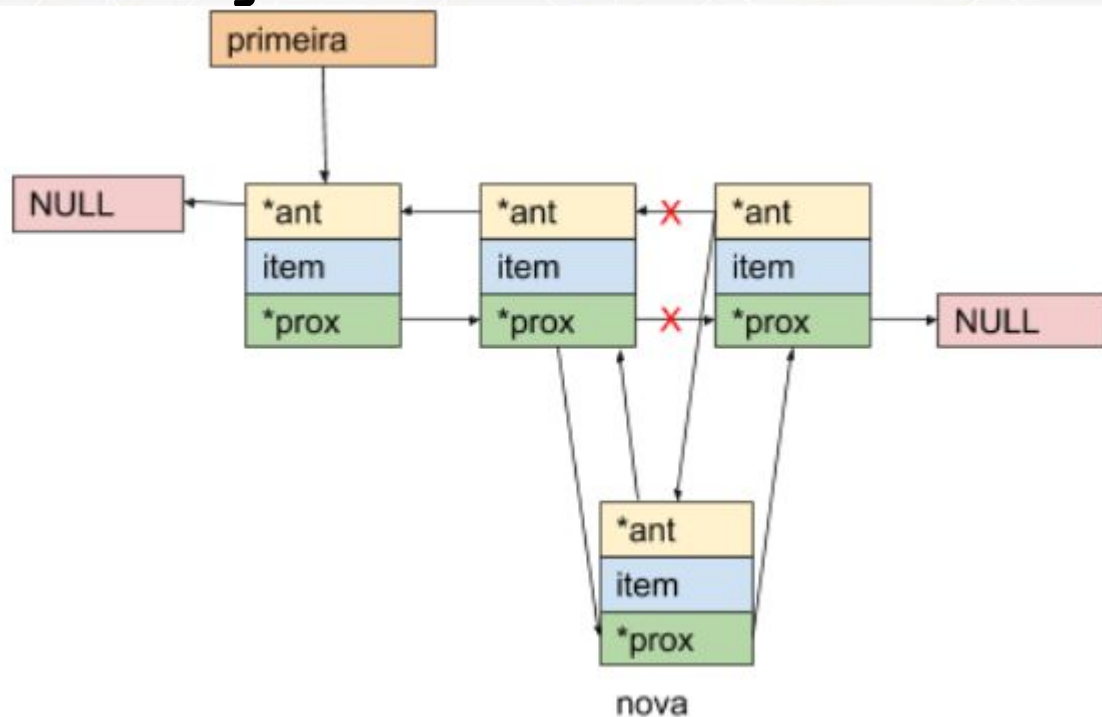 primeira
NULL
*ant
*ant
X
*ant
item
item
item
*prox
*prox
X
*prox
NULL
*ant
item
*prox
nova